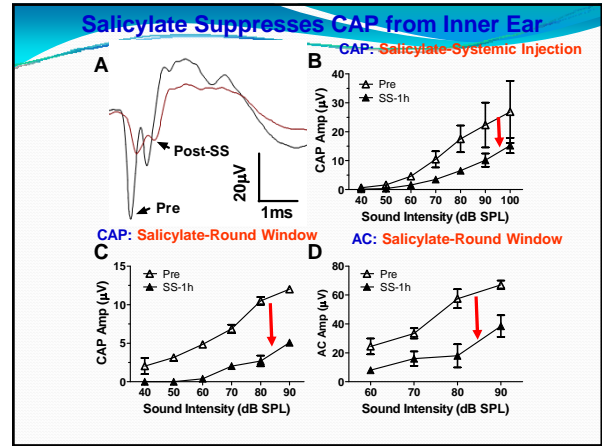 Salicylate Suppresses CAP from Inner Ear
A
Post-SS
Pre
20μV
1ms
CAP: Salicylate-Systemic Injection
B
CAP Amp (μV)
40
30
20
10
0
Pre
SS-1h
40 50 60 70 80 90 100
Sound Intensity (dB SPL)
CAP: Salicylate-Round Window
C
CAP Amp (μV)
15
10
5
0
Pre
SS-1h
40 50 60 70 80 90
Sound Intensity (dB SPL)
AC: Salicylate-Round Window
D
AC Amp (μV)
80
60
40
20
0
Pre
SS-1h
60 70 80 90
Sound Intensity (dB SPL)